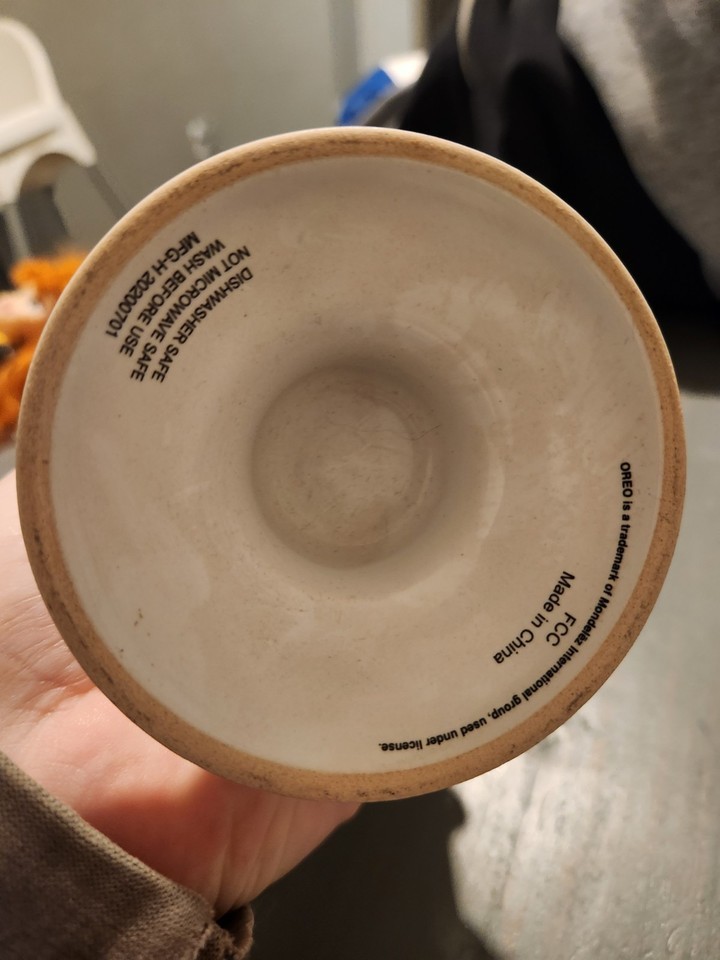 DISHWASHER SAFE
NOT MICROWAVE SAFE
WASH BEFORE USE
MFG-H 20200701
OREO is a trademark of Mondelēz International group, used under license.
FCC
Made in China